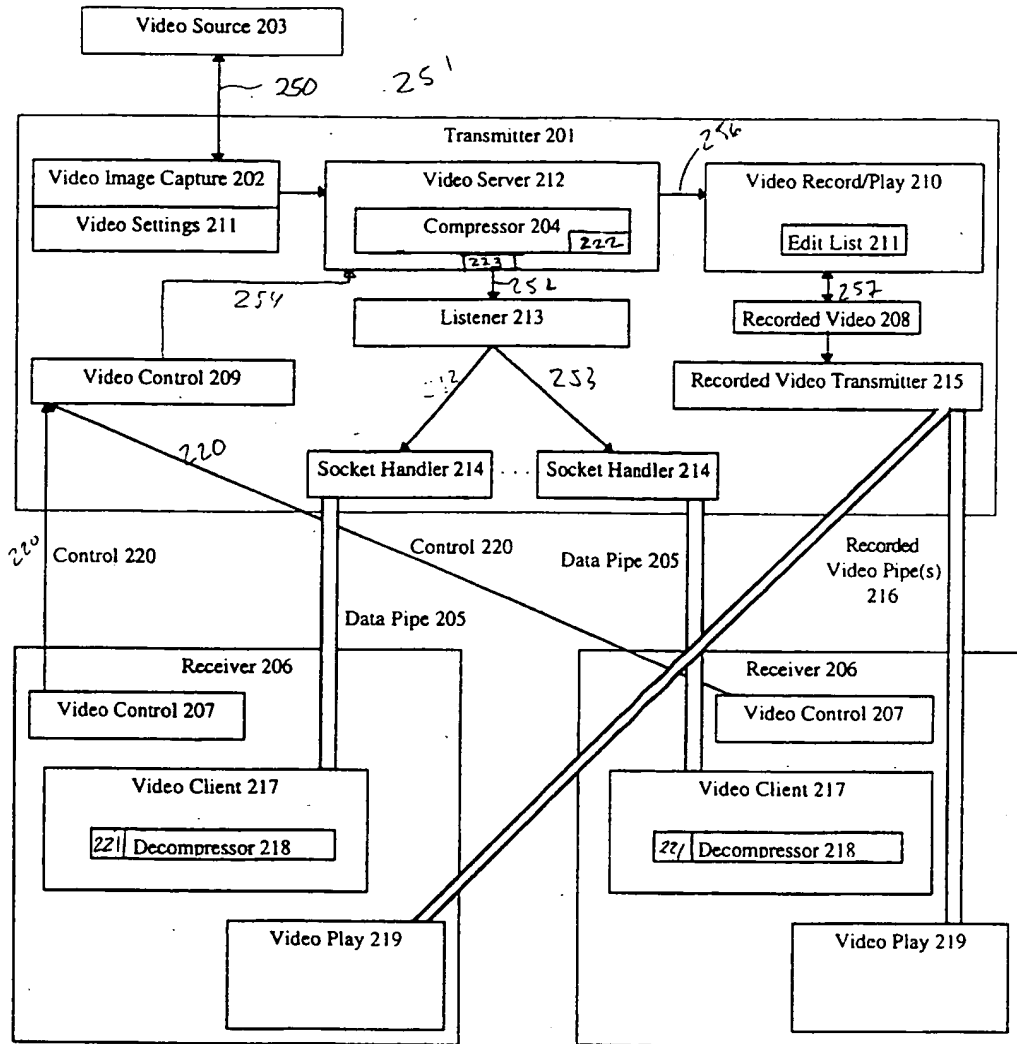 Video Source 203
250
251
Transmitter 201
256
Video Image Capture 202
Video Settings 211
Video Server 212
Compressor 204
222
223
Video Record/Play 210
Edit List 211
254
252
257
Listener 213
Recorded Video 208
Video Control 209
253
Recorded Video Transmitter 215
220
Socket Handler 214
...
Socket Handler 214
220
Control 220
Control 220
Data Pipe 205
Recorded
Video Pipe(s)
216
Data Pipe 205
Receiver 206
Receiver 206
Video Control 207
Video Control 207
Video Client 217
Video Client 217
221
Decompressor 218
221
Decompressor 218
Video Play 219
Video Play 219